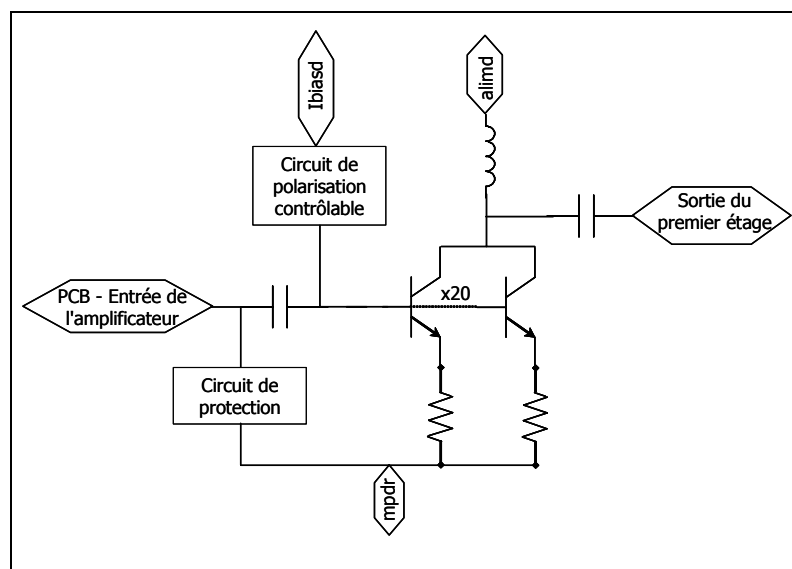 Ibiasd
alimd
Circuit de
polarisation
contrôlable
Sortie du
premier étage
PCB - Entrée de
l'amplificateur
x20
Circuit de
protection
mpdr